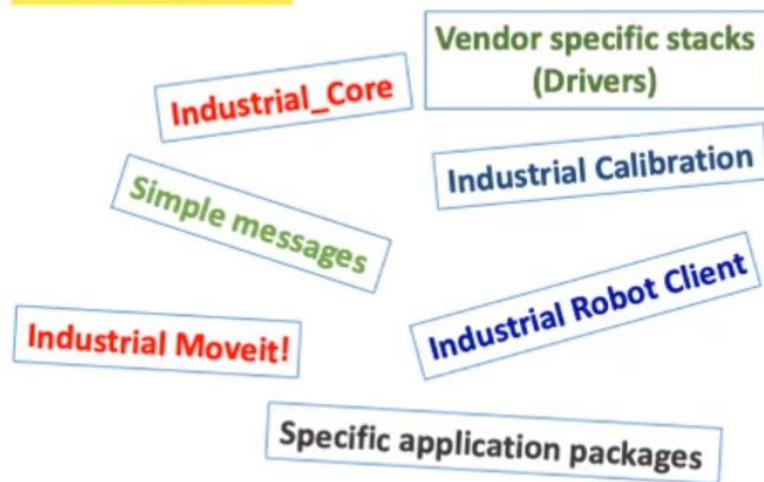 Vendor specific stacks
(Drivers)
Industrial_Core
Industrial Calibration
Simple messages
Industrial Robot Client
Industrial Moveit!
Specific application packages